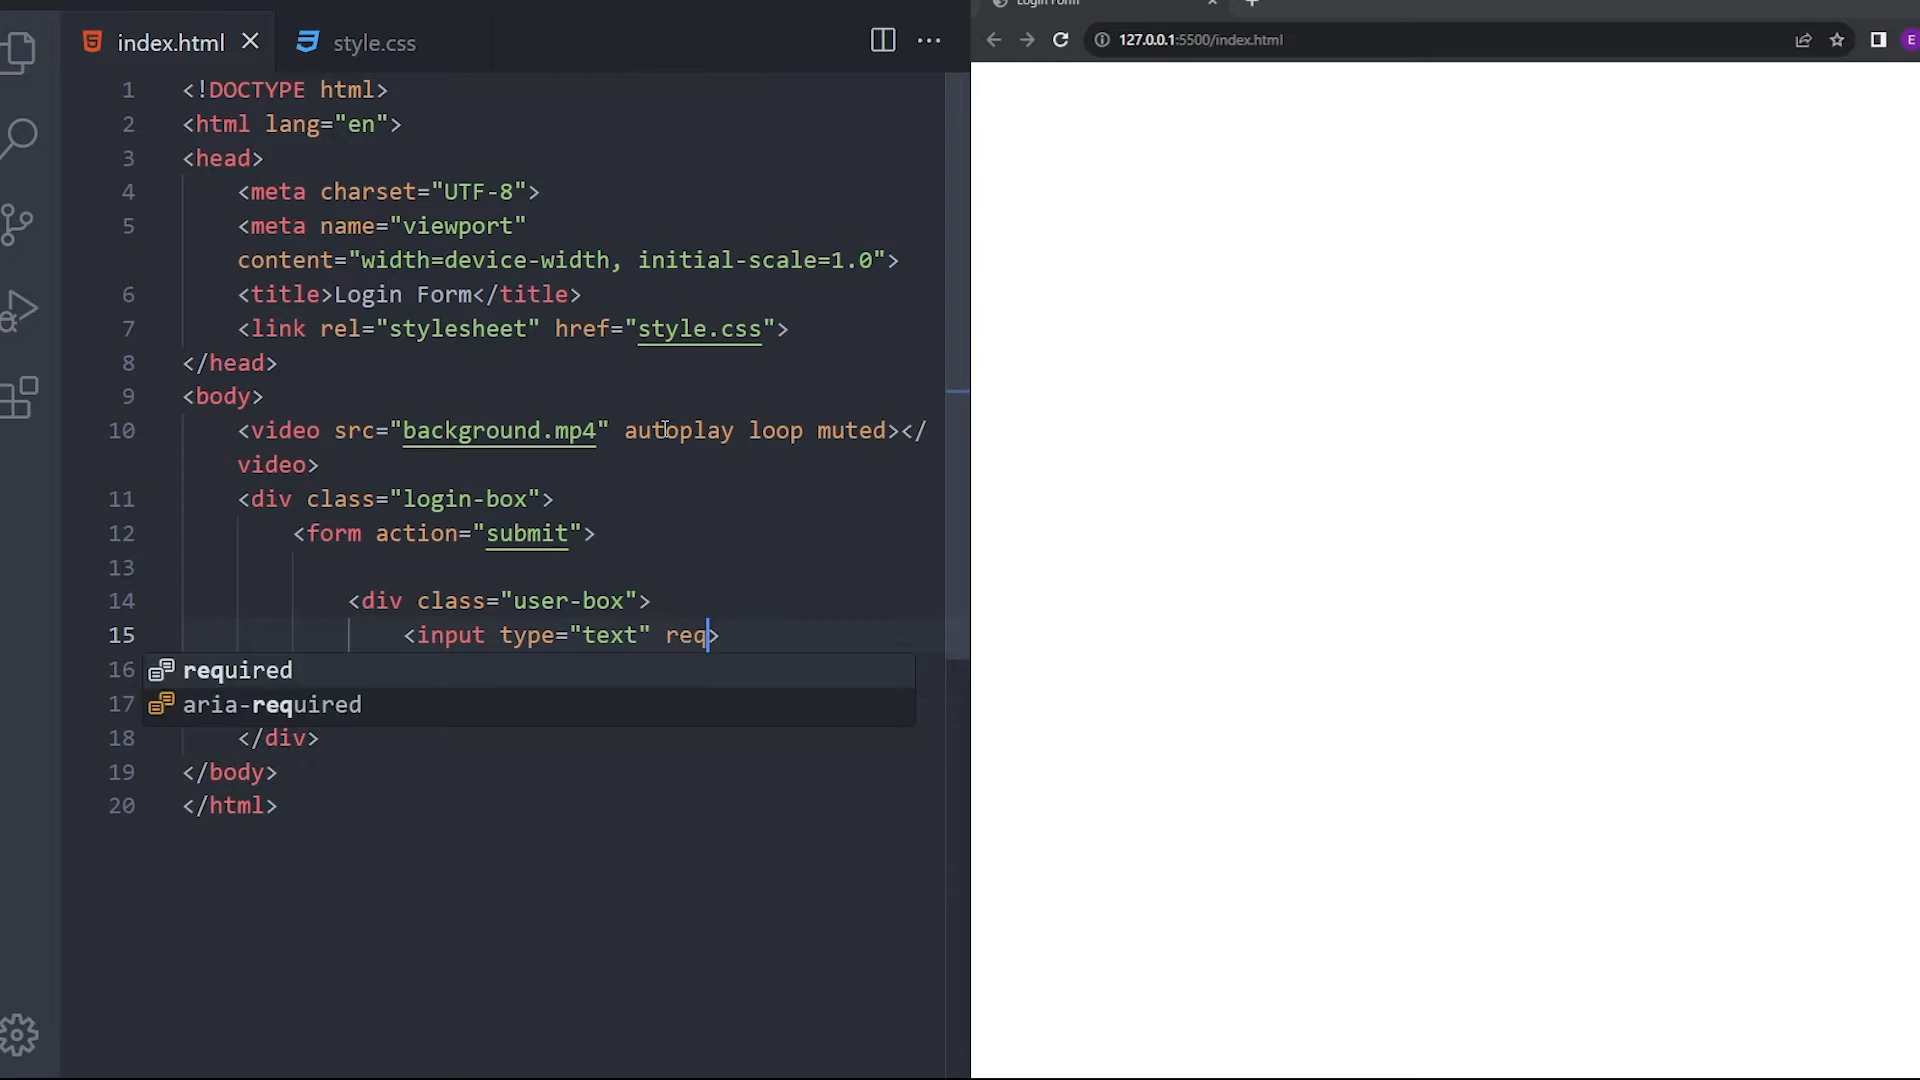 index.html
style.css
Login Form
127.0.0.1:5500/index.html
E
1 <!DOCTYPE html>
2 <html lang="en">
3 <head>
4 <meta charset="UTF-8">
5 <meta name="viewport"
content="width=device-width, initial-scale=1.0">
6 <title>Login Form</title>
7 <link rel="stylesheet" href="style.css">
8 </head>
9 <body>
10 <video src="background.mp4" autoplay loop muted></
video>
11 <div class="login-box">
12 <form action="submit">
13
14 <div class="user-box">
15 <input type="text" req>
16 required
17 aria-required
18 </div>
19 </body>
20 </html>